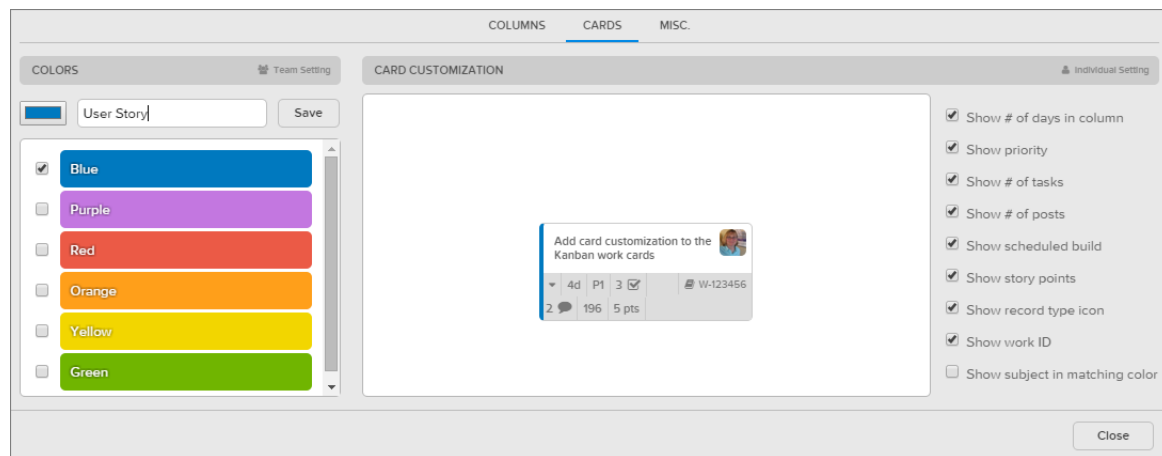 COLUMNS CARDS MISC.
COLORS Team Setting
User Story Save
Blue
Purple
Red
Orange
Yellow
Green
CARD CUSTOMIZATION Individual Setting
Add card customization to the
Kanban work cards
4d P1 3 W-123456
2 196 5 pts
Show # of days in column
Show priority
Show # of tasks
Show # of posts
Show scheduled build
Show story points
Show record type icon
Show work ID
Show subject in matching color
Close